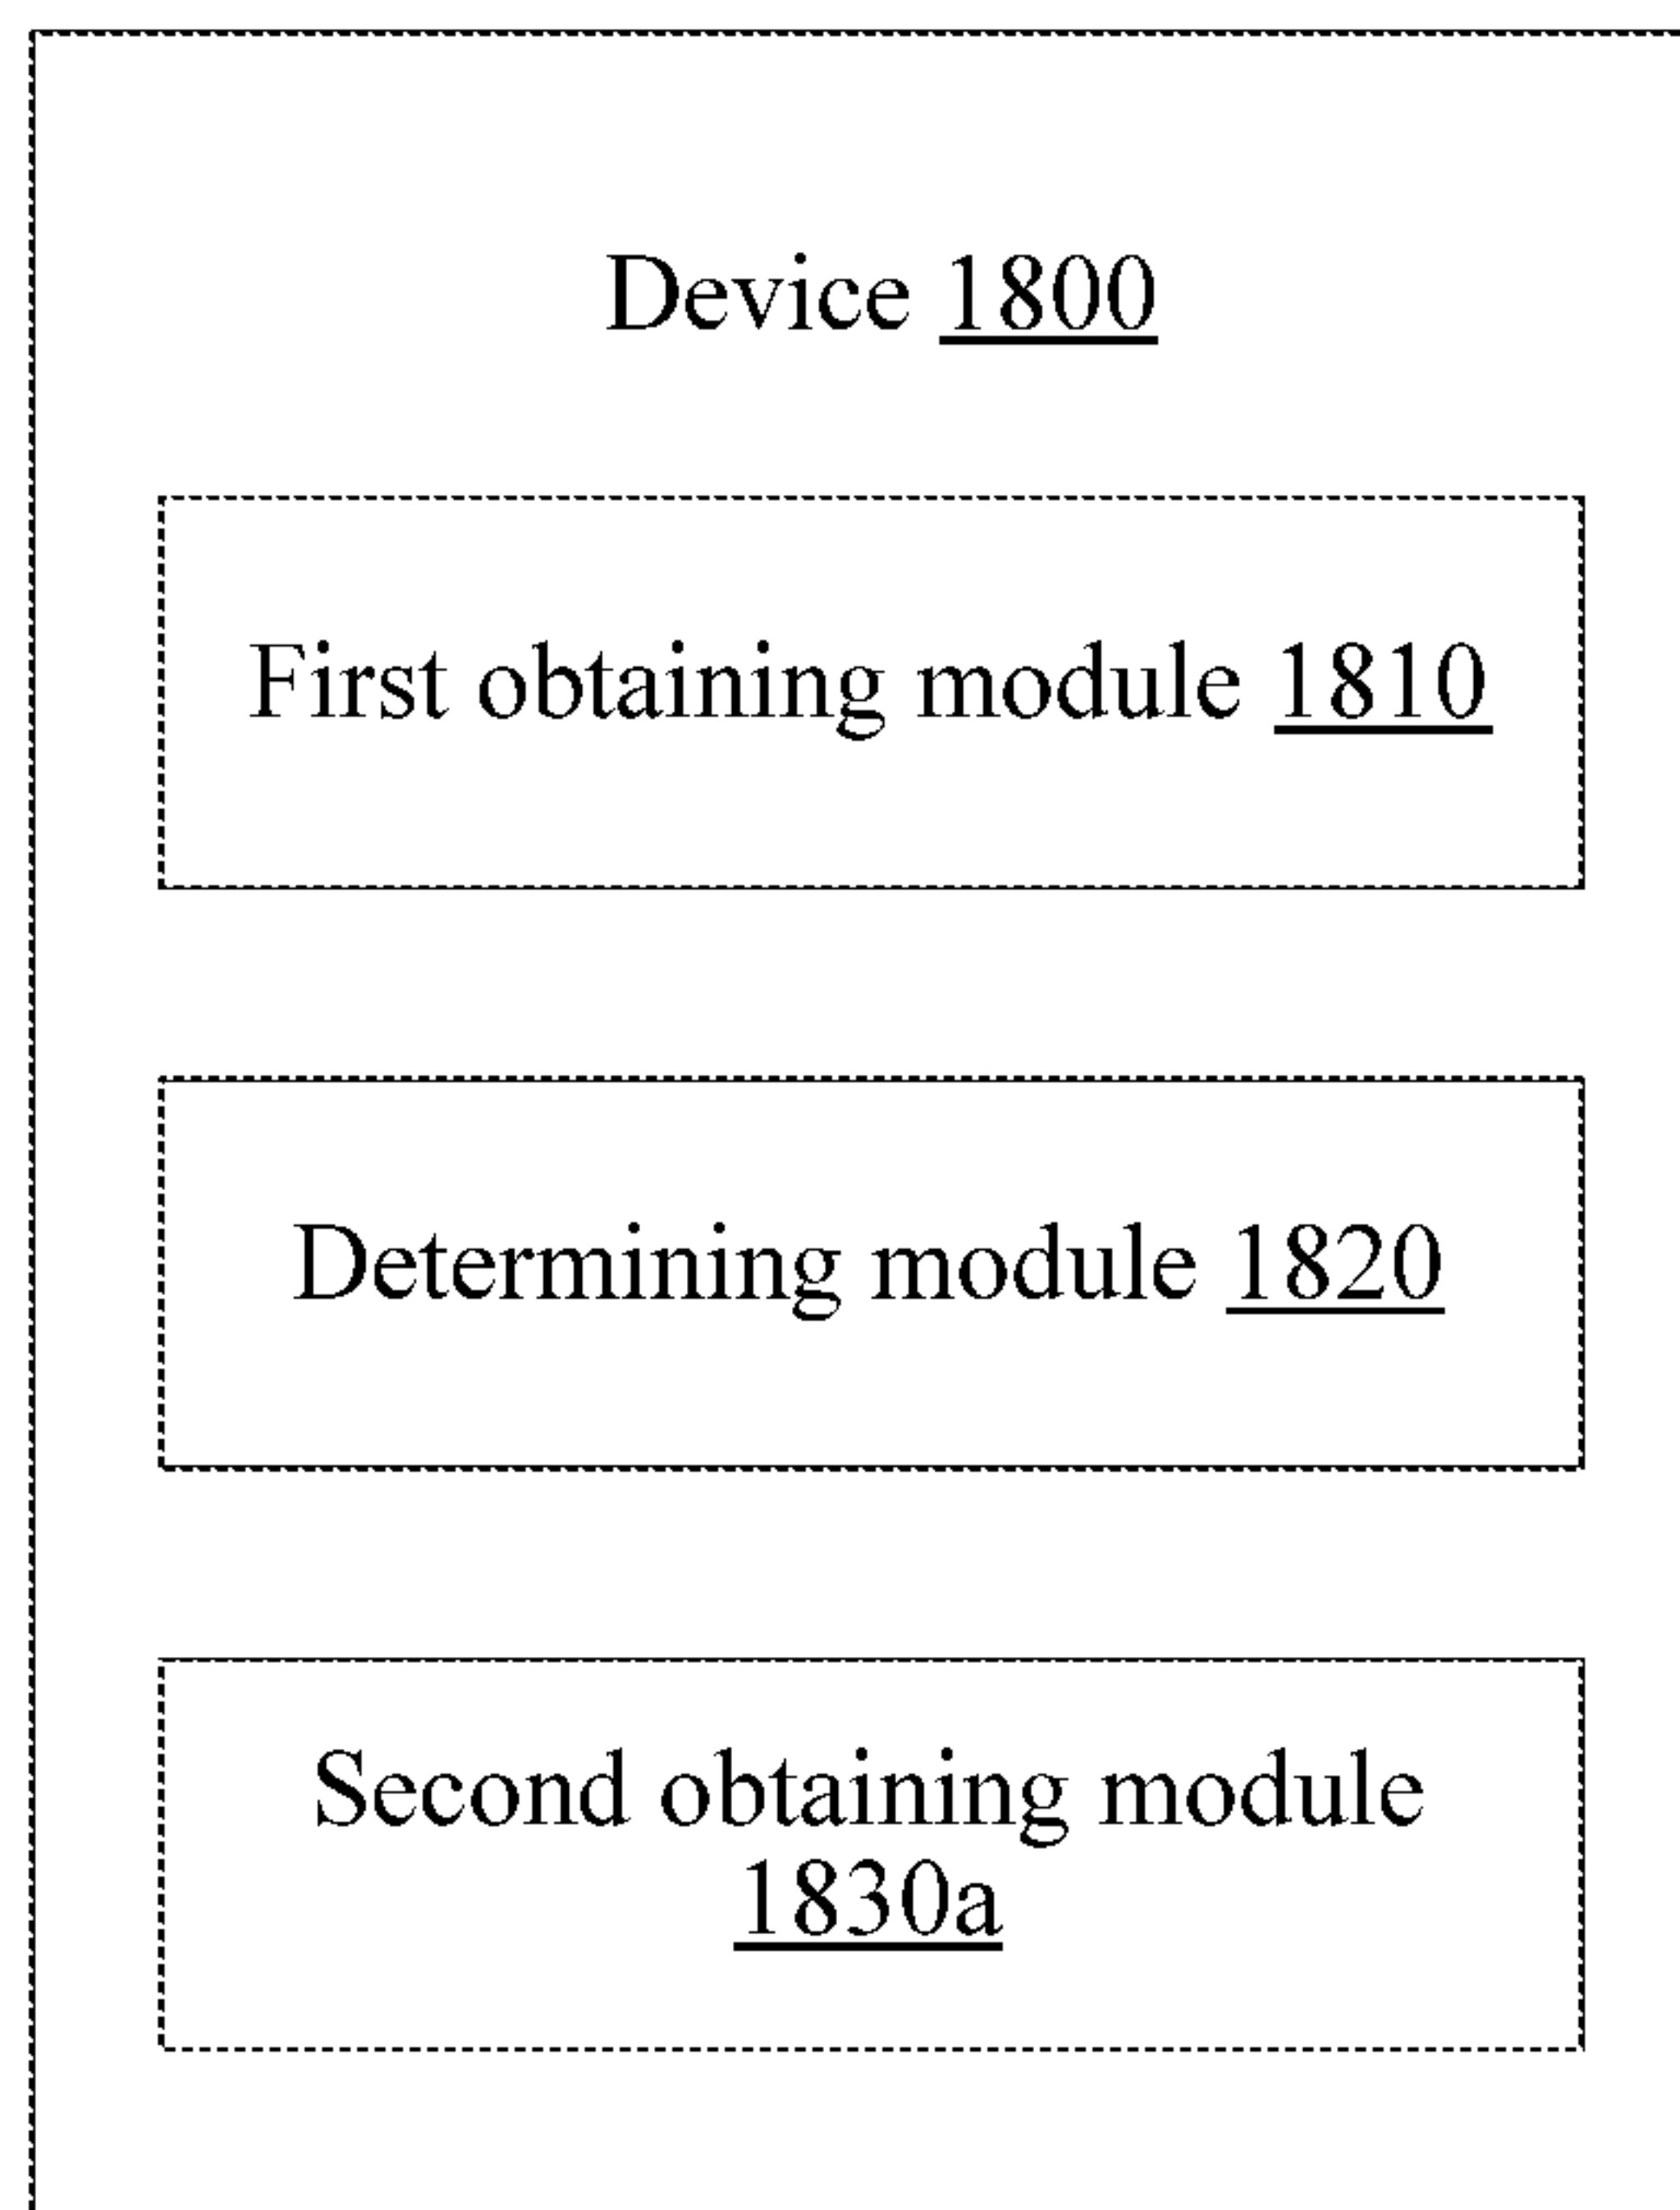 Device 1800
First obtaining module 1810
Determining module 1820
Second obtaining module
1830a